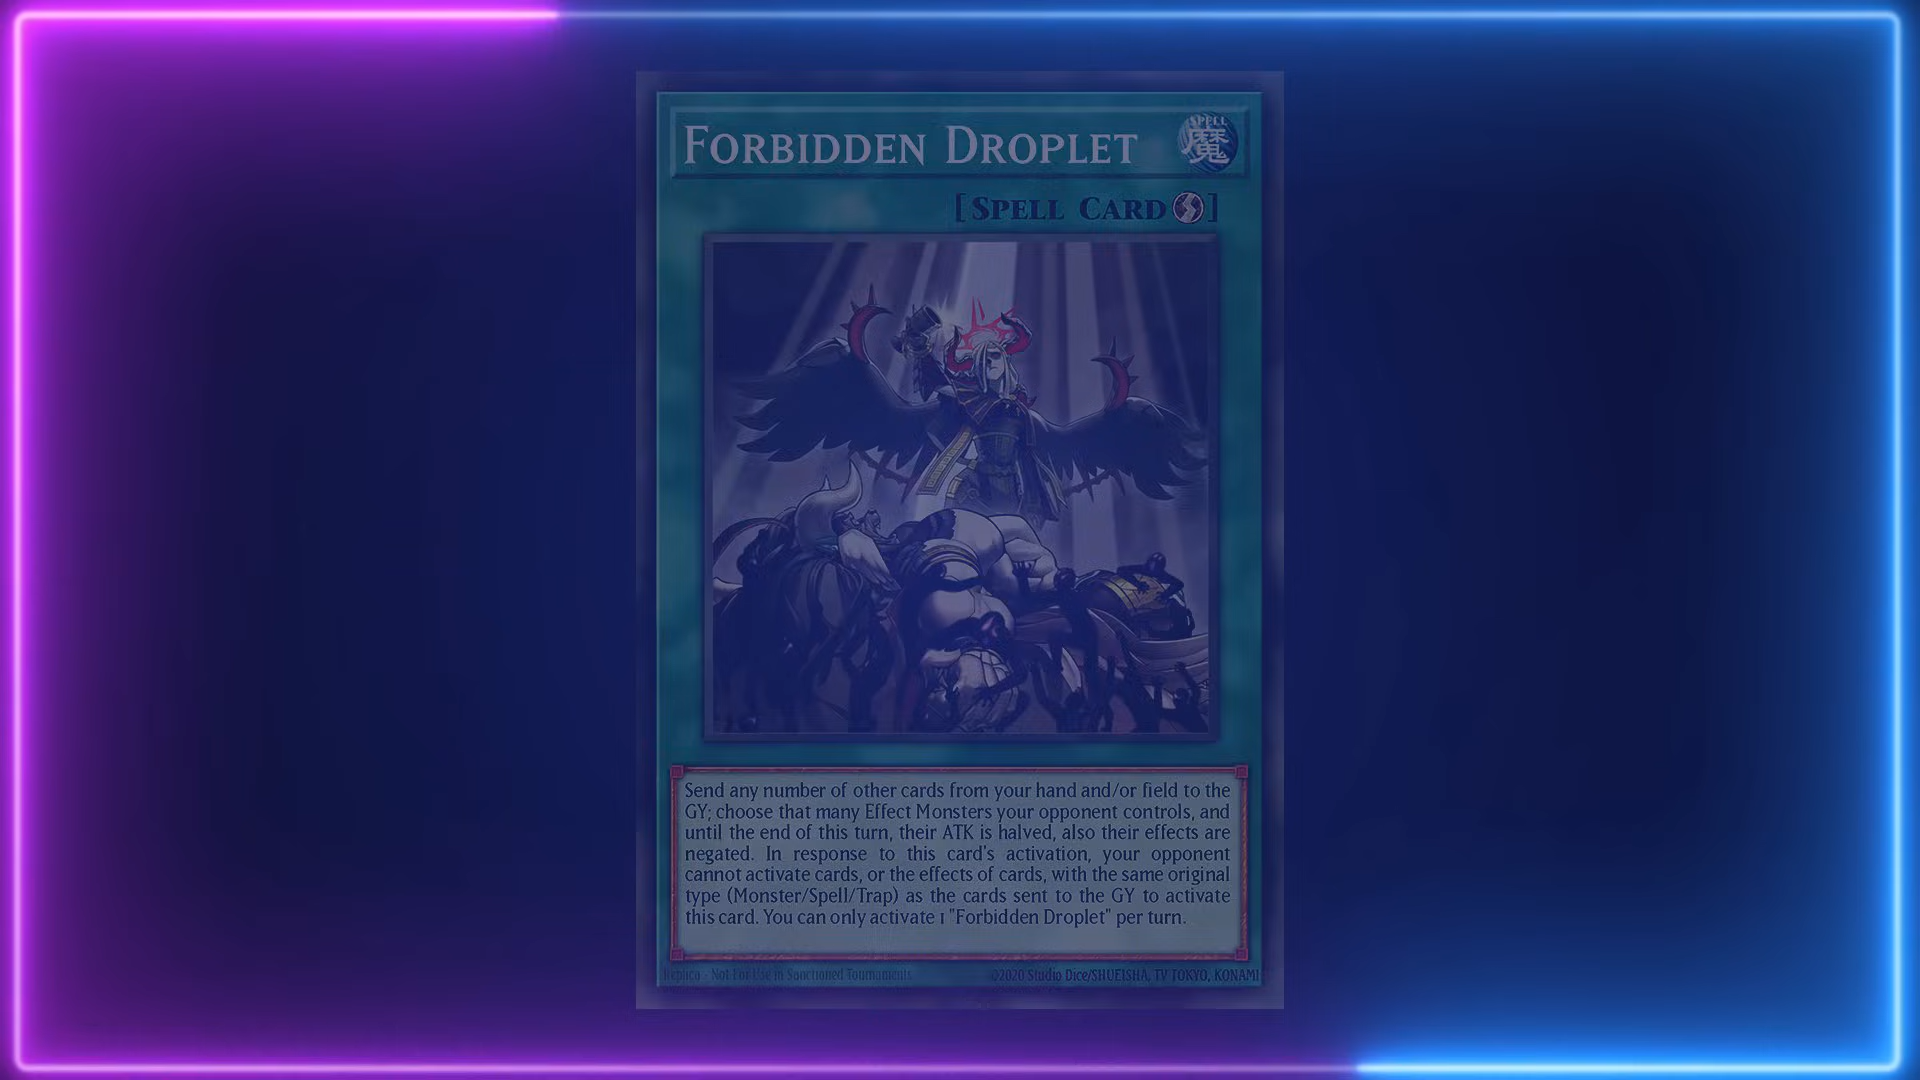 FORBIDDEN DROPLET
SPELL
魔
[SPELL CARD]
Send any number of other cards from your hand and/or field to the
GY; choose that many Effect Monsters your opponent controls, and
until the end of this turn, their ATK is halved, also their effects are
negated. In response to this card's activation, your opponent
cannot activate cards, or the effects of cards, with the same original
type (Monster/Spell/Trap) as the cards sent to the GY to activate
this card. You can only activate 1 "Forbidden Droplet" per turn.
Replica - Not For Use in Sanctioned Tournaments
©2020 Studio Dice/SHUEISHA, TV TOKYO, KONAMI